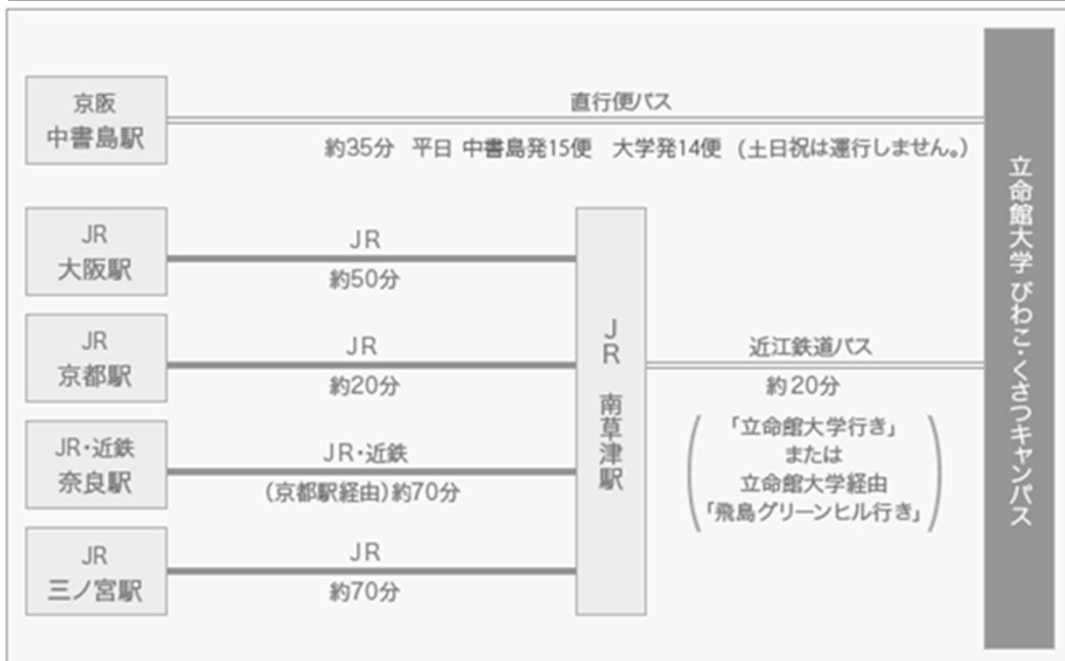 京阪
中書島駅
直行便バス
約35分 平日 中書島発15便 大学発14便 (土日祝は運行しません。)
JR
大阪駅
JR
約50分
JR
京都駅
JR
約20分
JR・近鉄
奈良駅
JR・近鉄
(京都駅経由)約70分
JR
三ノ宮駅
JR
約70分
JR 南草津駅
近江鉄道バス
約20分
「立命館大学行き」
または
立命館大学経由
「飛島グリーンヒル行き」
立命館大学 びわこ・くさつキャンパス